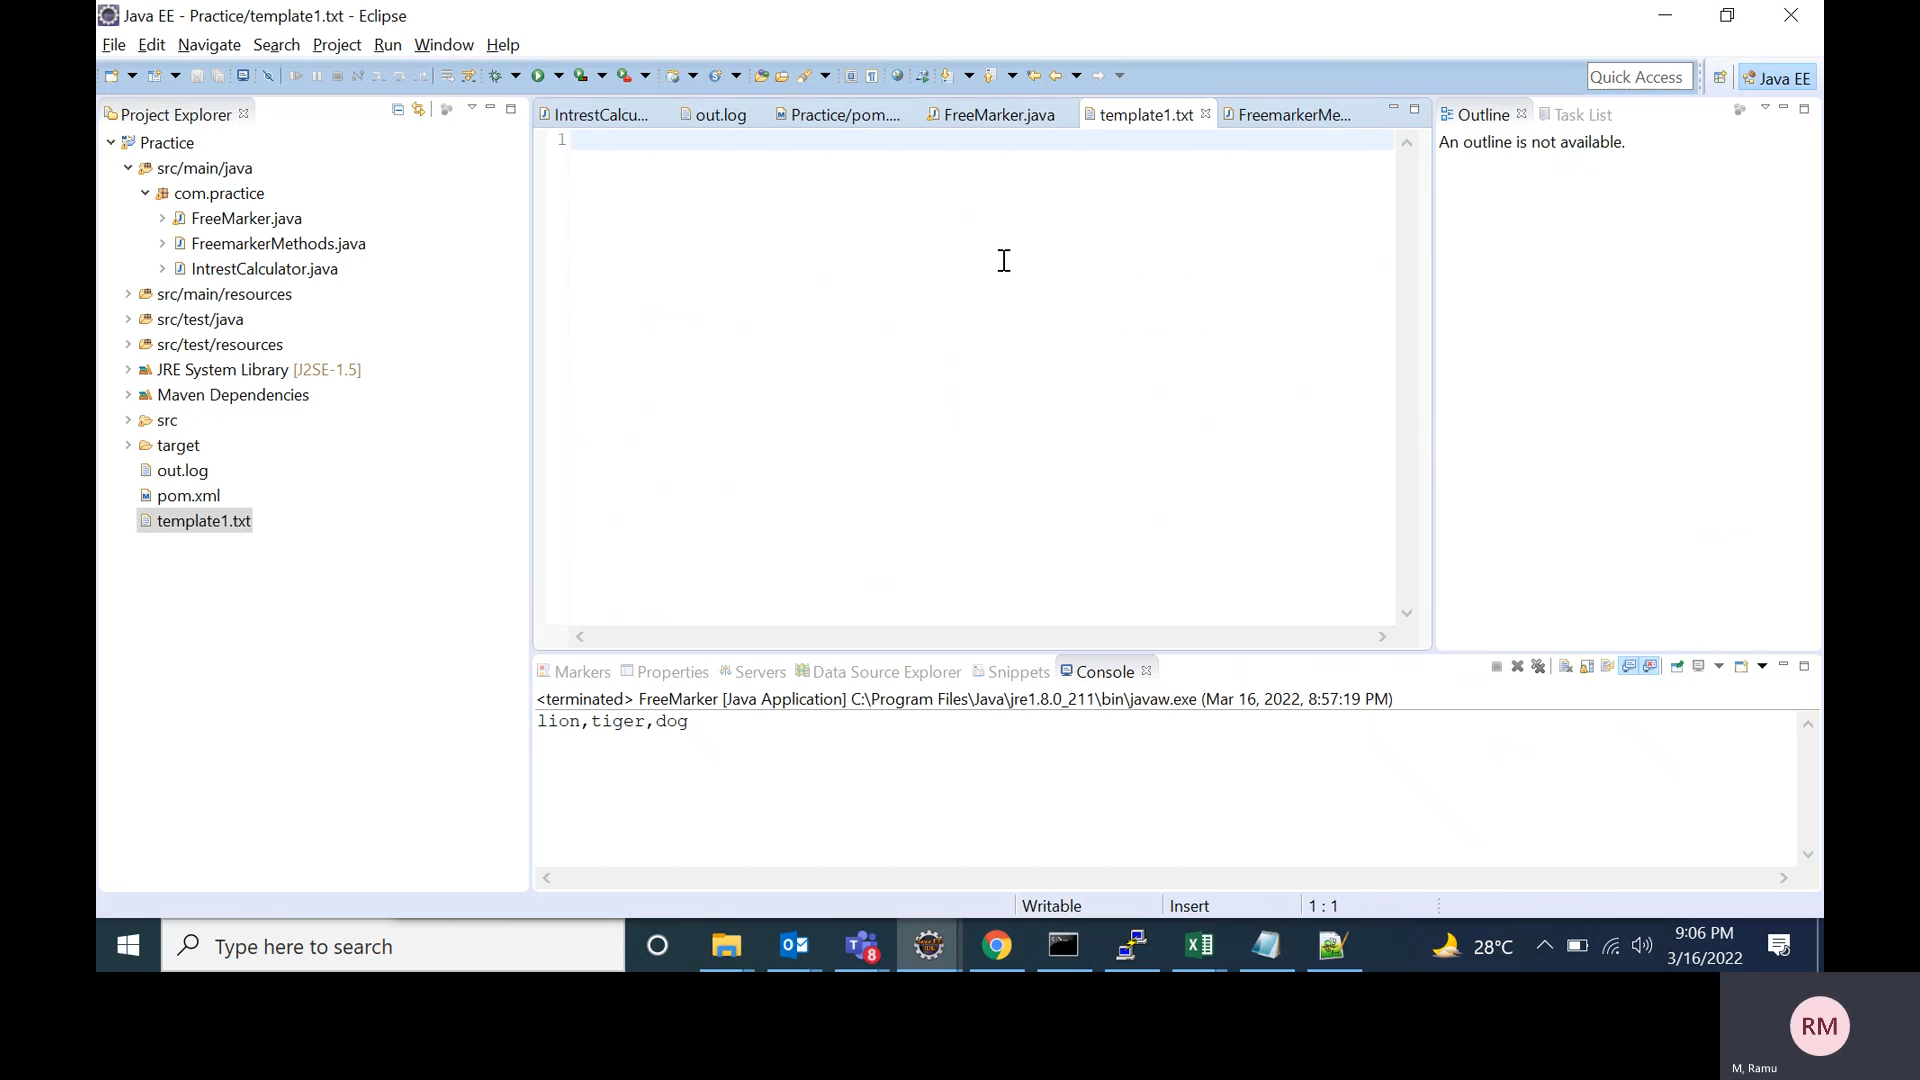 Java EE - Practice/template1.txt - Eclipse
File Edit Navigate Search Project Run Window Help
Quick Access
Java EE
Project Explorer
IntrestCalcu...
out.log
Practice/pom....
FreeMarker.java
template1.txt
FreemarkerMe...
Outline
Task List
An outline is not available.
1
Practice
src/main/java
com.practice
FreeMarker.java
FreemarkerMethods.java
IntrestCalculator.java
src/main/resources
src/test/java
src/test/resources
JRE System Library [J2SE-1.5]
Maven Dependencies
src
target
out.log
pom.xml
template1.txt
Markers Properties Servers Data Source Explorer Snippets Console
<terminated> FreeMarker [Java Application] C:\Program Files\Java\jre1.8.0_211\bin\javaw.exe (Mar 16, 2022, 8:57:19 PM)
lion,tiger,dog
Writable Insert 1 : 1
Type here to search
8
28°C
9:06 PM
3/16/2022
RM
M, Ramu